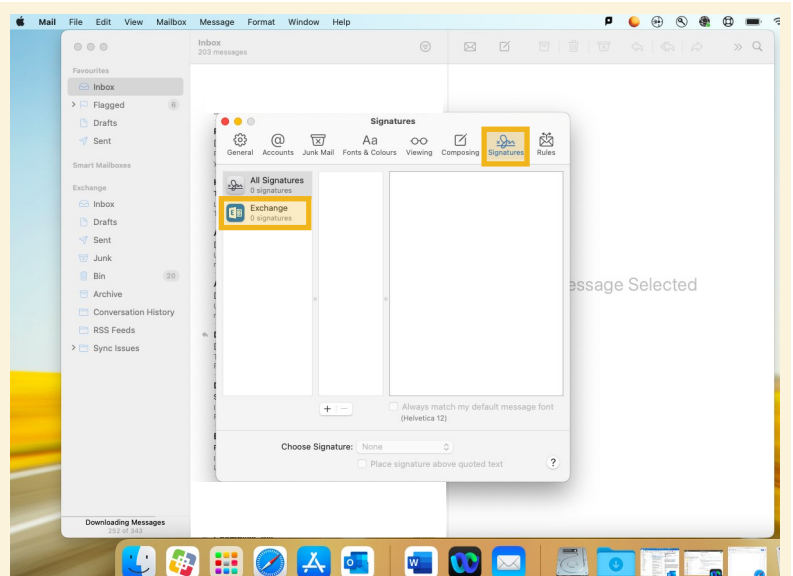 Mail File Edit View Mailbox Message Format Window Help
Inbox
203 messages
Favourites
Inbox
Flagged 6
Drafts
Sent
Smart Mailboxes
Exchange
Inbox
Drafts
Sent
Junk
Bin 20
Archive
Conversation History
RSS Feeds
Sync Issues
Downloading Messages
252 of 343
Signatures
General Accounts Junk Mail Fonts & Colours Viewing Composing Signatures Rules
All Signatures
0 signatures
Exchange
0 signatures
+ −
Always match my default message font
(Helvetica 12)
Choose Signature: None
Place signature above quoted text ?
Selected